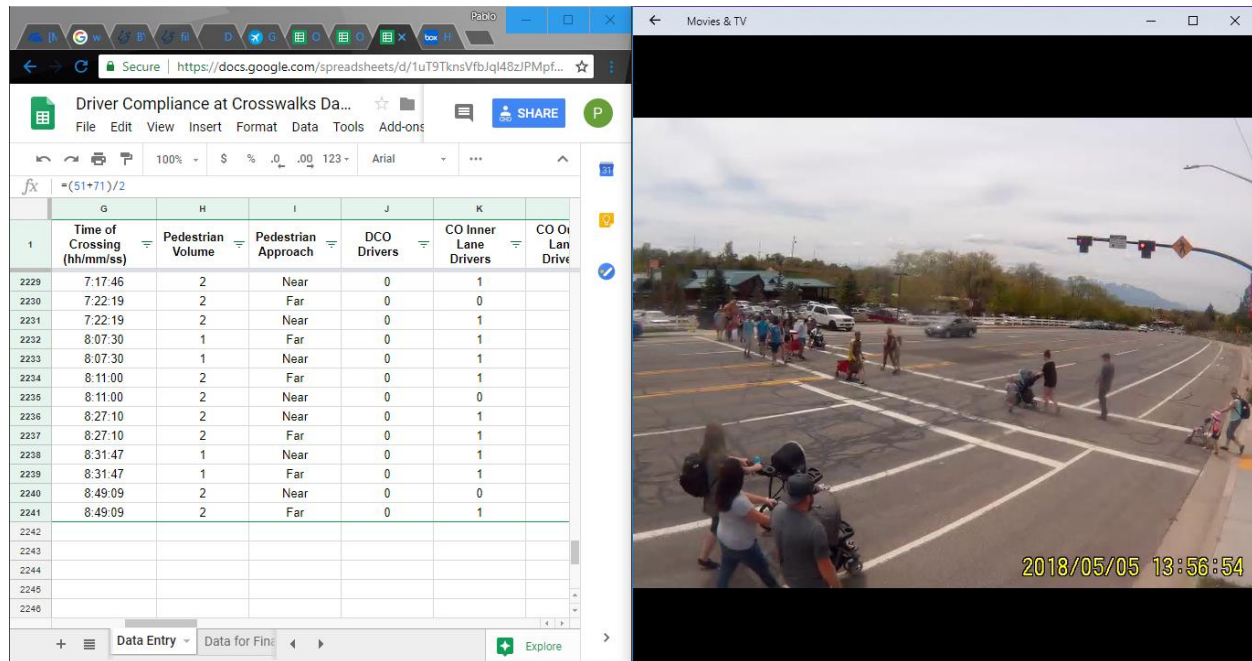 Pablo
Secure | https://docs.google.com/spreadsheets/d/1uT9TknsVfbJqI48zJPMpf...
Driver Compliance at Crosswalks Da...
File Edit View Insert Format Data Tools Add-ons
SHARE
P
100% $ % .0 .00 123 Arial
fx =(51+71)/2
G H I J K
1 Time of Crossing (hh/mm/ss) Pedestrian Volume Pedestrian Approach DCO Drivers CO Inner Lane Drivers
2229 7:17:46 2 Near 0 1
2230 7:22:19 2 Far 0 0
2231 7:22:19 2 Near 0 1
2232 8:07:30 1 Far 0 1
2233 8:07:30 1 Near 0 1
2234 8:11:00 2 Far 0 1
2235 8:11:00 2 Near 0 0
2236 8:27:10 2 Near 0 1
2237 8:27:10 2 Far 0 1
2238 8:31:47 1 Near 0 1
2239 8:31:47 1 Far 0 1
2240 8:49:09 2 Near 0 0
2241 8:49:09 2 Far 0 1
2242
2243
2244
2245
2246
Data Entry Data for Fina
Explore
31
Movies & TV
2018/05/05 13:56:54